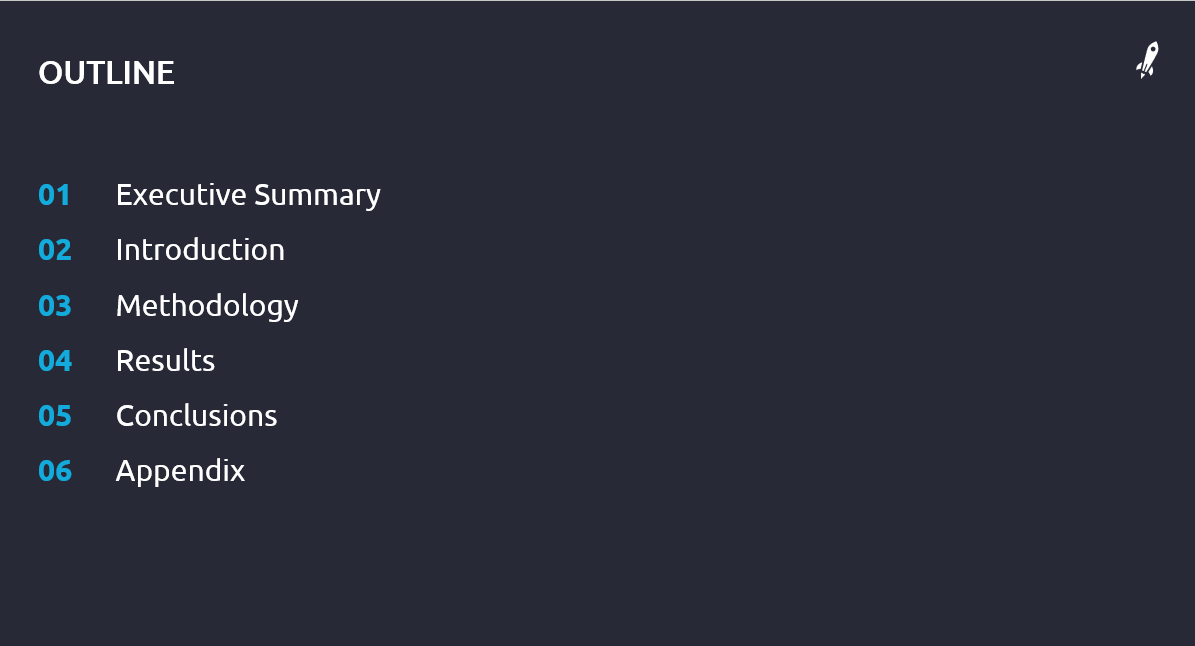 OUTLINE
01 Executive Summary
02 Introduction
03 Methodology
04 Results
05 Conclusions
06 Appendix